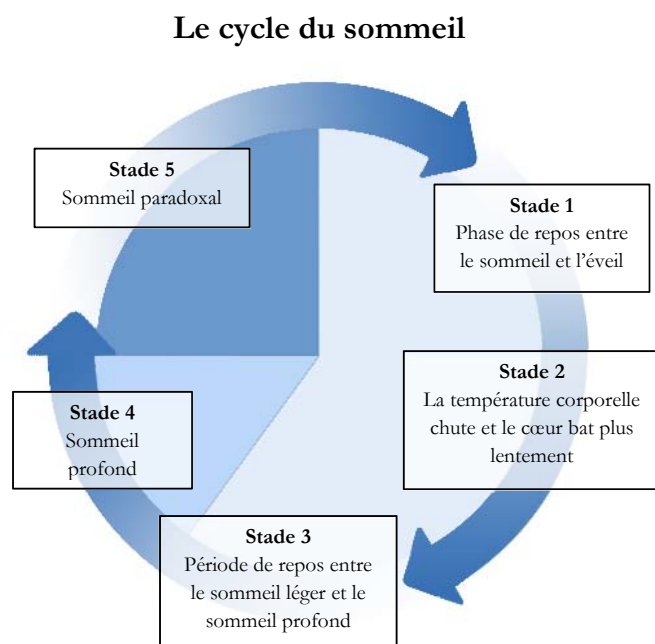 Le cycle du sommeil
Stade 1
Phase de repos entre
le sommeil et l’éveil
Stade 2
La température corporelle
chute et le cœur bat plus
lentement
Stade 3
Période de repos entre
le sommeil léger et le
sommeil profond
Stade 4
Sommeil
profond
Stade 5
Sommeil paradoxal